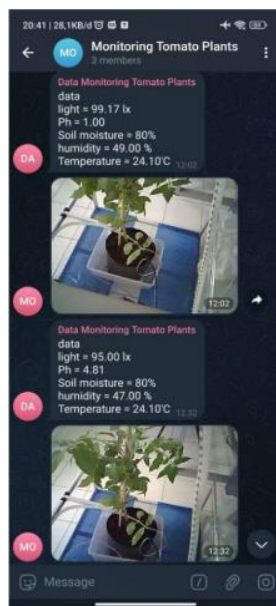 20:41 | 28,1KB/d
MO
Monitoring Tomato Plants
3 members
Data Monitoring Tomato Plants
data
light = 99.17 lx
Ph = 1.00
Soil moisture = 80%
humidity = 49.00 %
Temperature = 24.10°C 12:02
DA
12:02
MO
Data Monitoring Tomato Plants
data
light = 95.00 lx
Ph = 4.81
Soil moisture = 80%
humidity = 47.00 %
Temperature = 24.10°C 12:32
DA
12:32
MO
Message